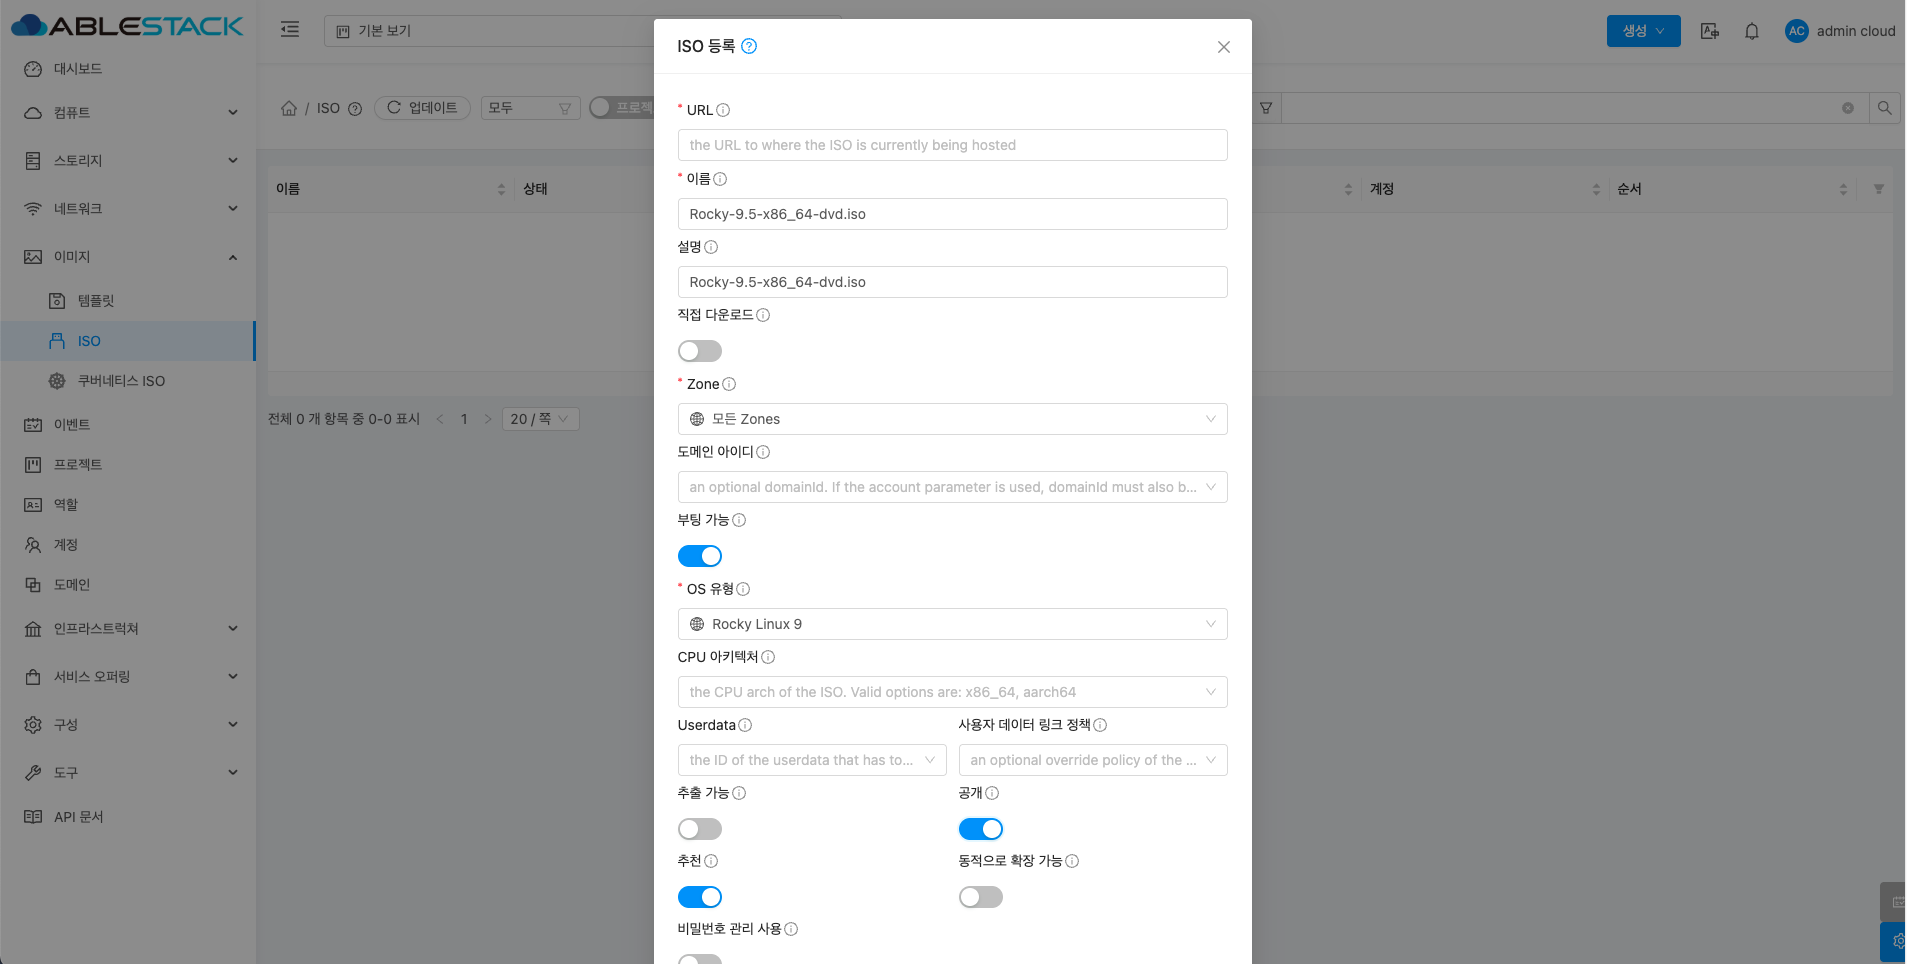 ABLESTACK
기본 보기
생성
AC
admin cloud
대시보드
컴퓨트
스토리지
네트워크
이미지
템플릿
ISO
쿠버네티스 ISO
이벤트
프로젝트
역할
계정
도메인
인프라스트럭쳐
서비스 오퍼링
구성
도구
API 문서
/ ISO
업데이트
모두
이름
상태
계정
순서
전체 0 개 항목 중 0-0 표시
1
20 / 쪽
ISO 등록
* URL
the URL to where the ISO is currently being hosted
* 이름
Rocky-9.5-x86_64-dvd.iso
설명
Rocky-9.5-x86_64-dvd.iso
직접 다운로드
* Zone
모든 Zones
도메인 아이디
an optional domainId. If the account parameter is used, domainId must also b...
부팅 가능
* OS 유형
Rocky Linux 9
CPU 아키텍처
the CPU arch of the ISO. Valid options are: x86_64, aarch64
Userdata
사용자 데이터 링크 정책
the ID of the userdata that has to...
an optional override policy of the ...
추출 가능
공개
추천
동적으로 확장 가능
비밀번호 관리 사용